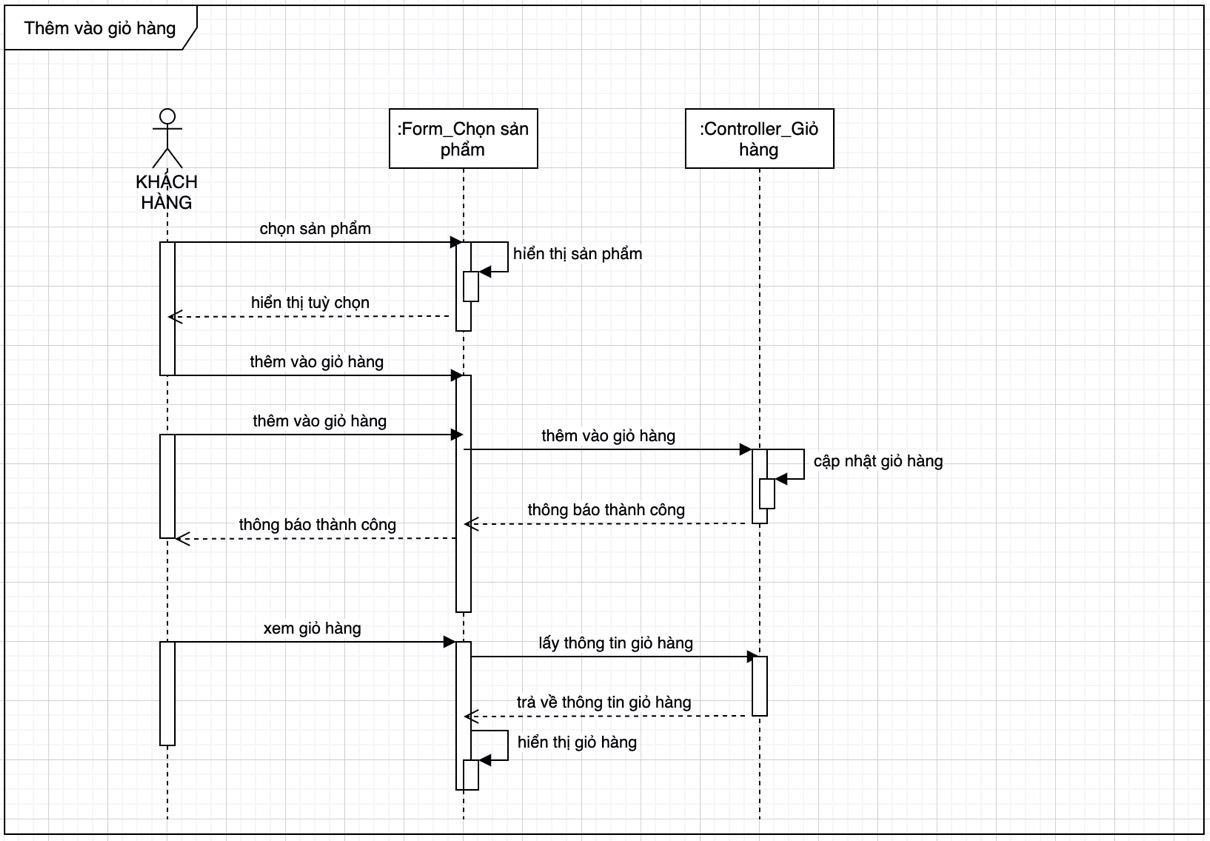 Thêm vào giỏ hàng
:Form_Chọn sản
phẩm
:Controller_Giỏ
hàng
KHÁCH
HÀNG
chọn sản phẩm
hiển thị sản phẩm
hiển thị tuỳ chọn
thêm vào giỏ hàng
thêm vào giỏ hàng
thêm vào giỏ hàng
cập nhật giỏ hàng
thông báo thành công
thông báo thành công
xem giỏ hàng
lấy thông tin giỏ hàng
trả về thông tin giỏ hàng
hiển thị giỏ hàng